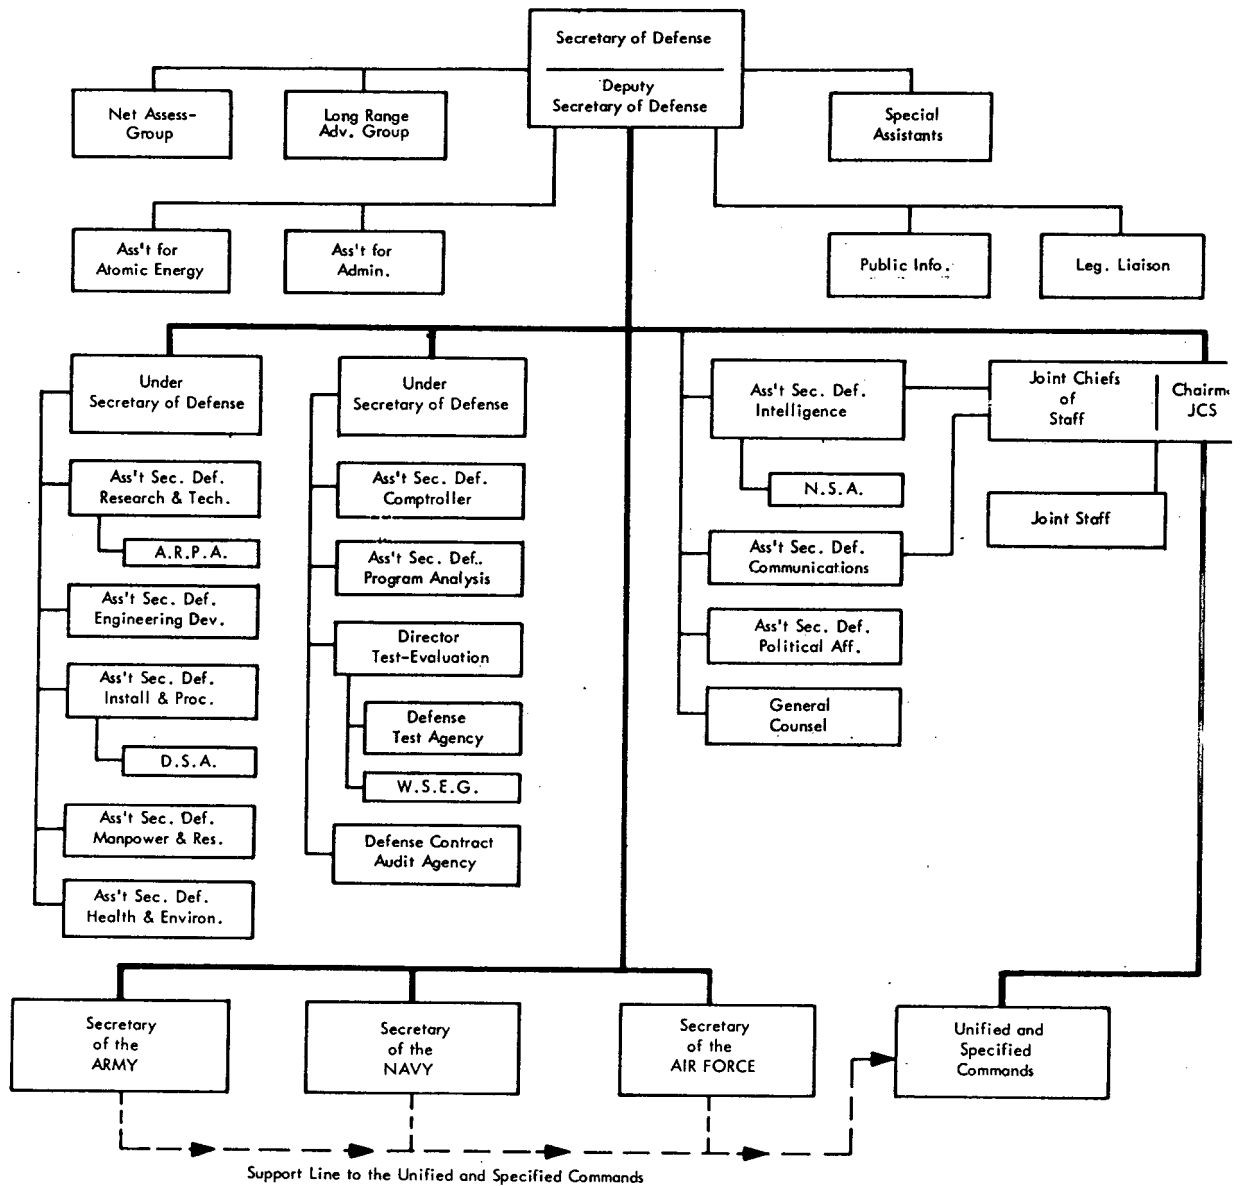 Secretary of Defense
Deputy
Secretary of Defense
Net Assess-
Group
Long Range
Adv. Group
Special
Assistants
Ass't for
Atomic Energy
Ass't for
Admin.
Public Info.
Leg. Liaison
Under
Secretary of Defense
Ass't Sec. Def.
Research & Tech.
A.R.P.A.
Ass't Sec. Def.
Engineering Dev.
Ass't Sec. Def.
Install & Proc.
D.S.A.
Ass't Sec. Def.
Manpower & Res.
Ass't Sec. Def.
Health & Environ.
Under
Secretary of Defense
Ass't Sec. Def.
Comptroller
Ass't Sec. Def..
Program Analysis
Director
Test-Evaluation
Defense
Test Agency
W.S.E.G.
Defense Contract
Audit Agency
Ass't Sec. Def.
Intelligence
N.S.A.
Ass't Sec. Def.
Communications
Ass't Sec. Def.
Political Aff.
General
Counsel
Joint Chiefs
of
Staff
JCS
Joint Staff
Secretary
of the
ARMY
Secretary
of the
NAVY
Secretary
of the
AIR FORCE
Unified and
Specified
Commands
Support Line to the Unified and Specified Commands